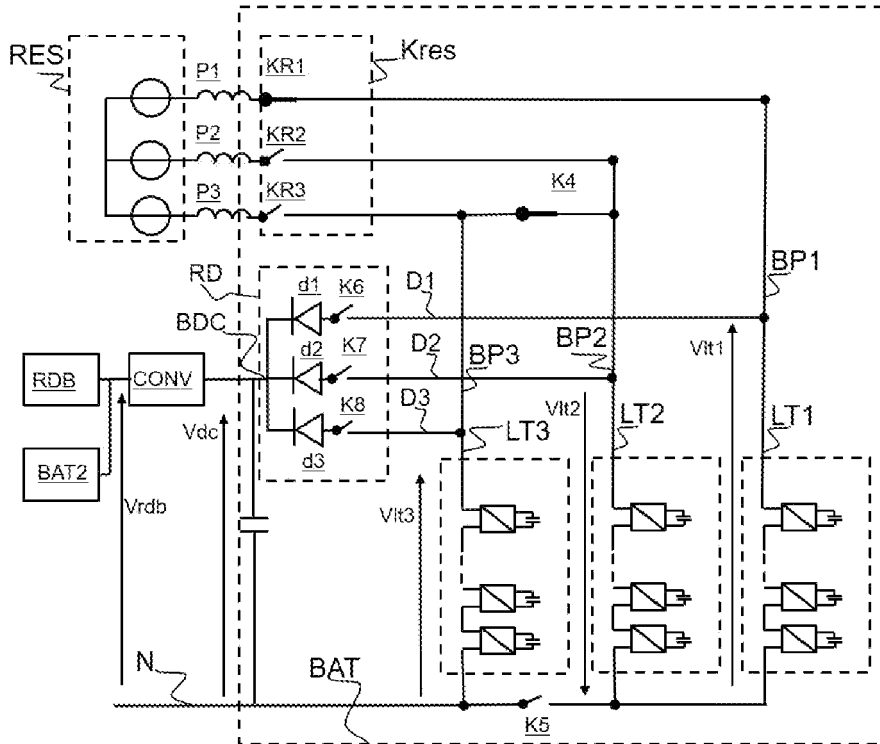 RES
P1
KR1
Kres
P2
KR2
P3
KR3
K4
RD
d1
K6
D1
BP1
BDC
d2
K7
D2
BP3
BP2
Vlt1
RDB
CONV
K8
D3
d3
LT3
Vlt2
LT2
LT1
Vdc
BAT2
Vrdb
Vlt3
N
BAT
K5